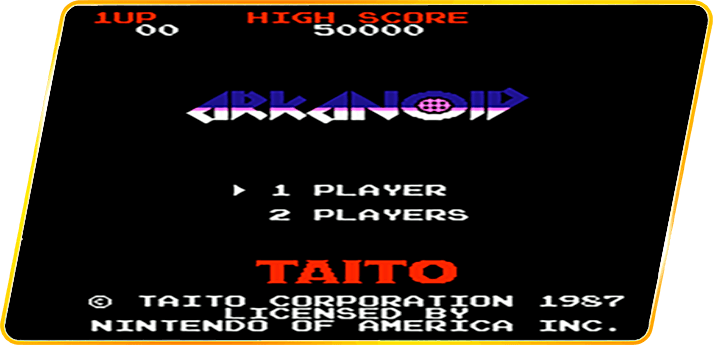 1UP HIGH SCORE
00 50000
ARKANOID
1 PLAYER
2 PLAYERS
TAITO
© TAITO CORPORATION 1987
LICENSED BY
NINTENDO OF AMERICA INC.